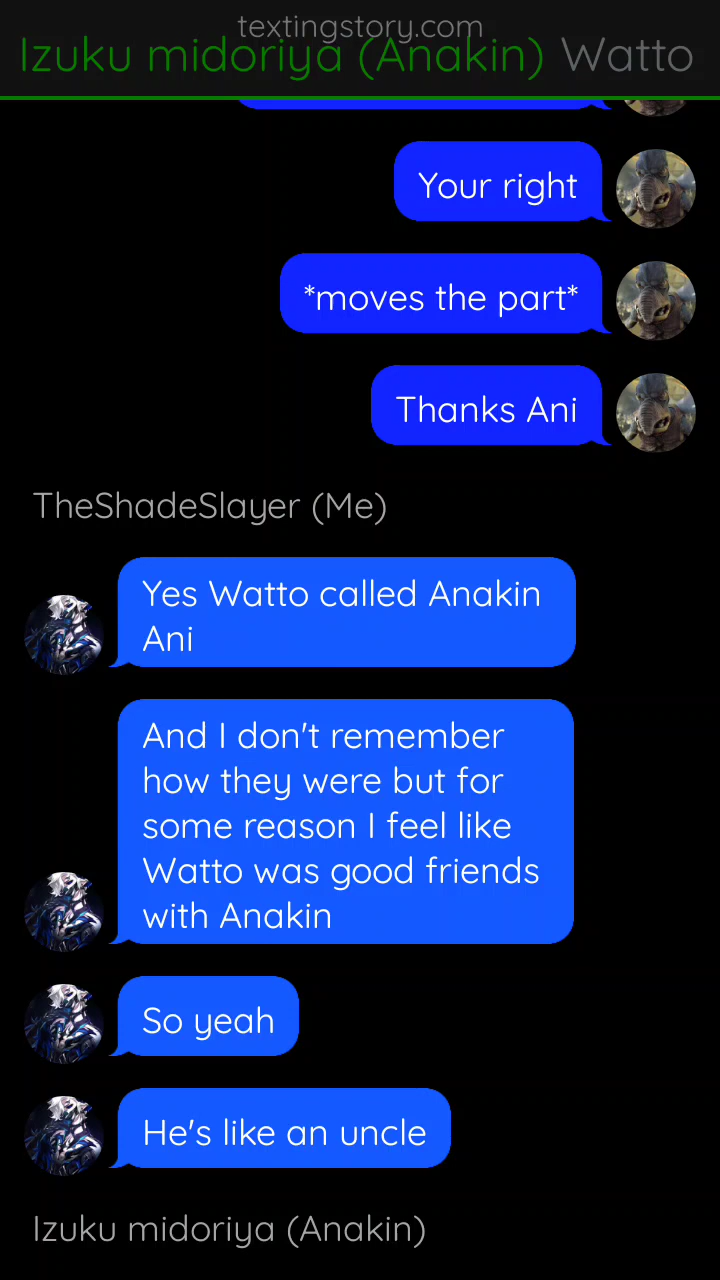 textingstory.com
Izuku midoriya (Anakin) Watto
Your right
*moves the part*
Thanks Ani
TheShadeSlayer (Me)
Yes Watto called Anakin
Ani
And I don't remember
how they were but for
some reason I feel like
Watto was good friends
with Anakin
So yeah
He's like an uncle
Izuku midoriya (Anakin)